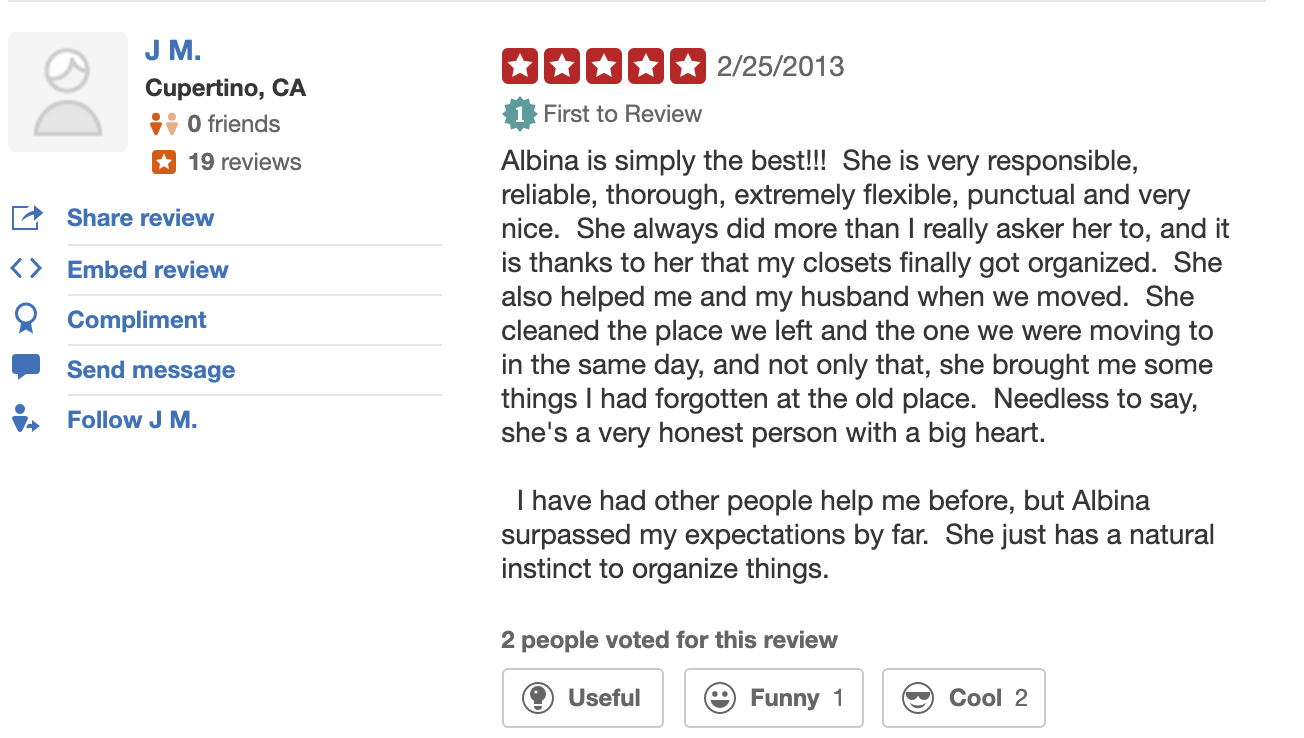 J M.
Cupertino, CA
0 friends
19 reviews
Share review
Embed review
Compliment
Send message
Follow J M.
2/25/2013
1 First to Review
Albina is simply the best!!!  She is very responsible,
reliable, thorough, extremely flexible, punctual and very
nice.  She always did more than I really asker her to, and it
is thanks to her that my closets finally got organized.  She
also helped me and my husband when we moved.  She
cleaned the place we left and the one we were moving to
in the same day, and not only that, she brought me some
things I had forgotten at the old place.  Needless to say,
she's a very honest person with a big heart.
I have had other people help me before, but Albina
surpassed my expectations by far.  She just has a natural
instinct to organize things.
2 people voted for this review
Useful
Funny 1
Cool 2